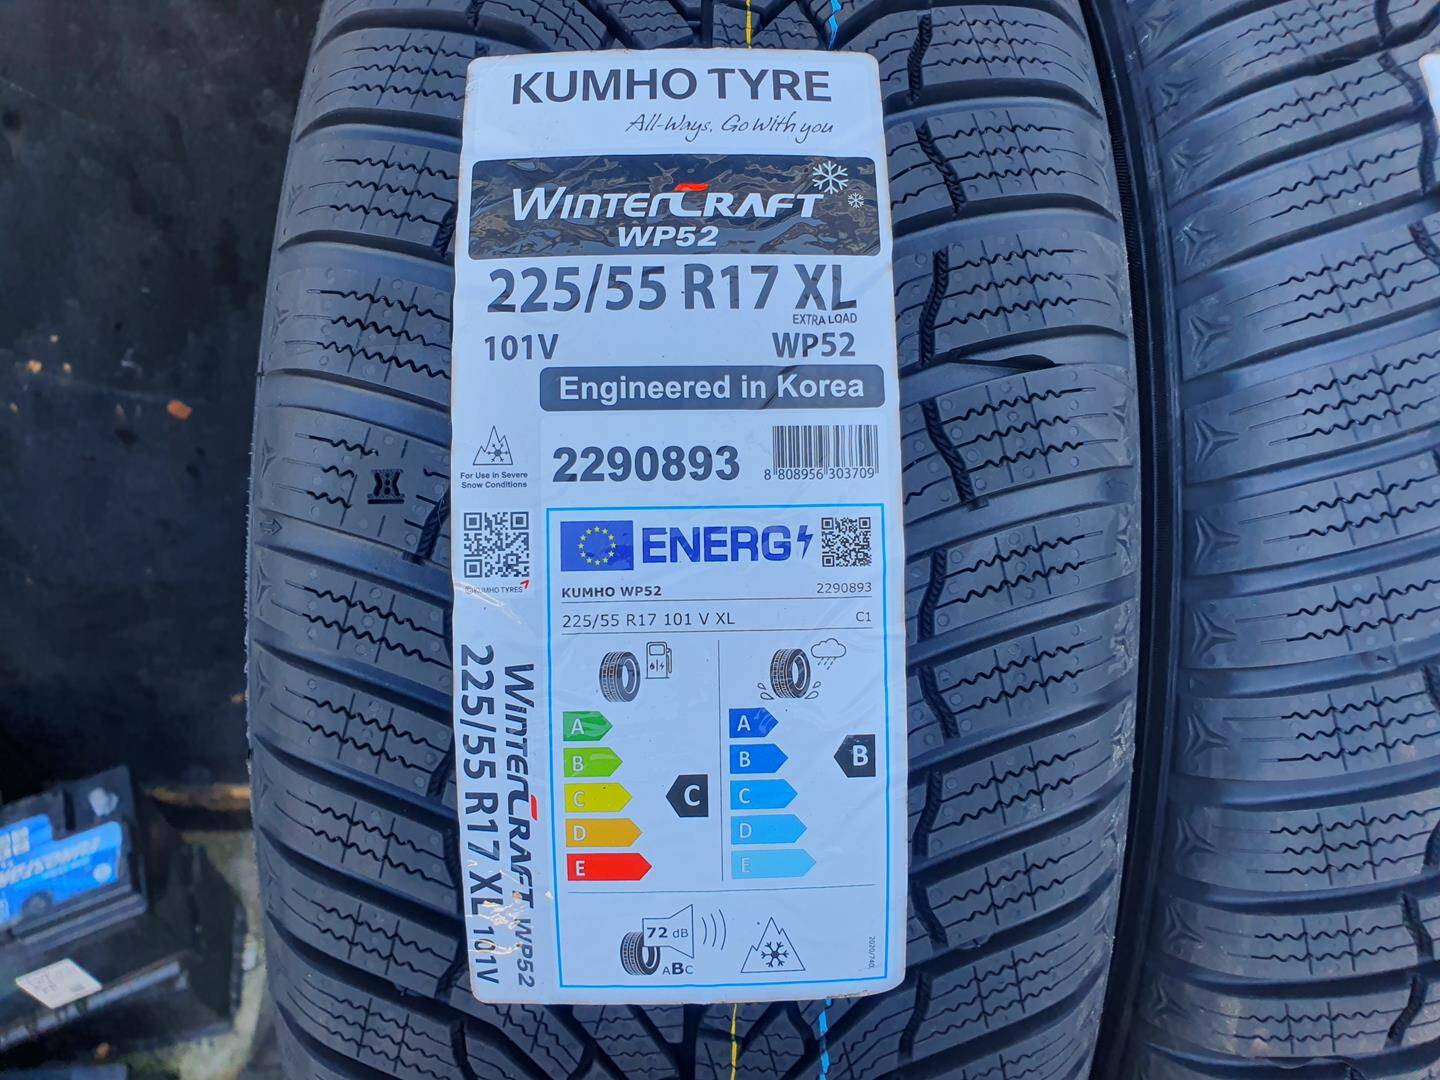 KUMHO TYRE
All-Ways, Go With you
WINTERCRAFT
WP52
225/55 R17 XL
EXTRA LOAD
101V WP52
Engineered in Korea
2290893
8 808956 303709
For Use in Severe
Snow Conditions
KUMHO TYRES
ENERG
KUMHO WP52 2290893
225/55 R17 101 V XL C1
A
B
C
D
E
C
A
B
C
D
E
B
72 dB
ABC
2020/740
WINTERCRAFT WP52
225/55 R17 XL 101V